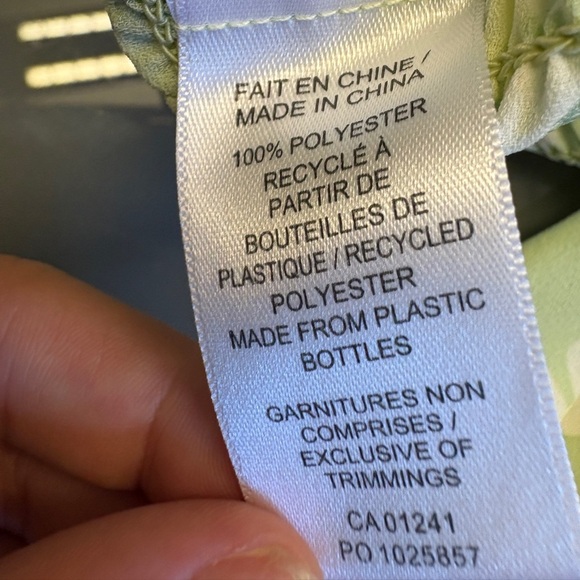 FAIT EN CHINE /
MADE IN CHINA
100% POLYESTER
RECYCLÉ À
PARTIR DE
BOUTEILLES DE
PLASTIQUE / RECYCLED
POLYESTER
MADE FROM PLASTIC
BOTTLES
GARNITURES NON
COMPRISES /
EXCLUSIVE OF
TRIMMINGS
CA 01241
PO 1025857